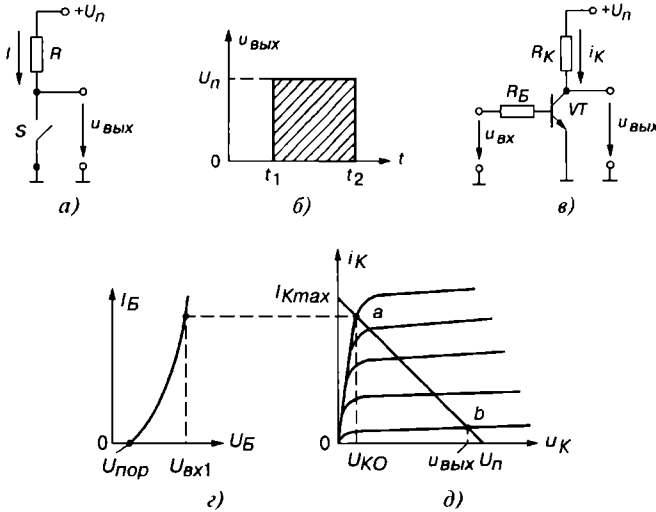 +Uп
I
R
S
uвых
а)
uвых
Uп
0
t1
t2
t
б)
+Uп
RК
iК
RБ
VT
uвх
uвых
в)
IБ
0
Uпор
Uвх1
UБ
г)
iК
IКmax
a
b
0
UКО
uвых
Uп
uК
д)